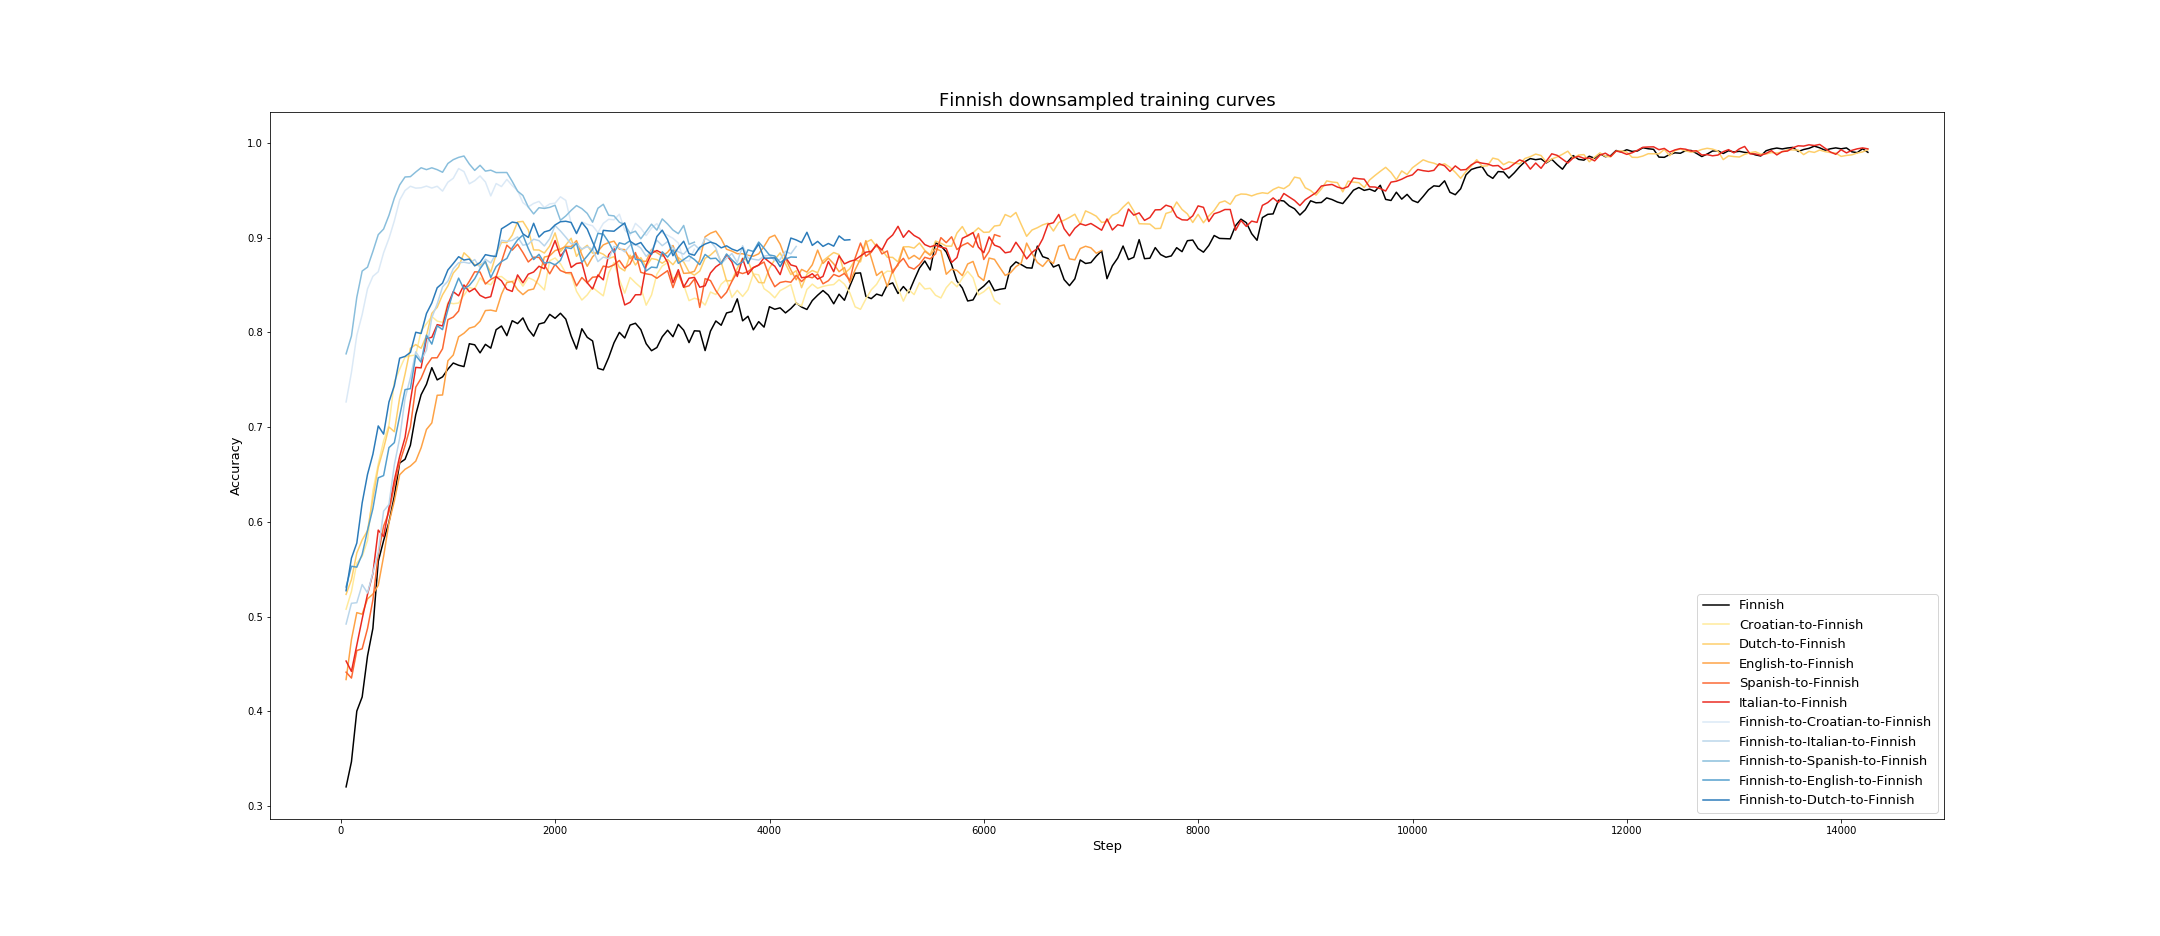 Finnish downsampled training curves
1.0
0.9
0.8
0.7
0.6
0.5
0.4
0.3
Accuracy
0 2000 4000 6000 8000 10000 12000 14000
Step
Finnish
Croatian-to-Finnish
Dutch-to-Finnish
English-to-Finnish
Spanish-to-Finnish
Italian-to-Finnish
Finnish-to-Croatian-to-Finnish
Finnish-to-Italian-to-Finnish
Finnish-to-Spanish-to-Finnish
Finnish-to-English-to-Finnish
Finnish-to-Dutch-to-Finnish